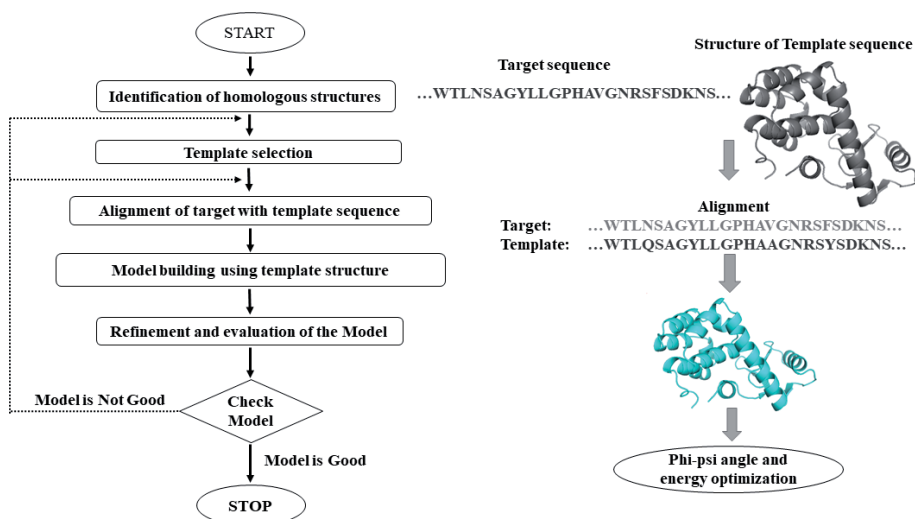 START
Identification of homologous structures
Template selection
Alignment of target with template sequence
Model building using template structure
Refinement and evaluation of the Model
Model is Not Good
Check
Model
Model is Good
STOP
Structure of Template sequence
Target sequence
…WTLNSAGYLLGPHAVGNRSFSDKNS…
Alignment
Target: …WTLNSAGYLLGPHAVGNRSFSDKNS…
Template: …WTLQSAGYLLGPHAAGNRSYSDKNS…
Phi-psi angle and
energy optimization